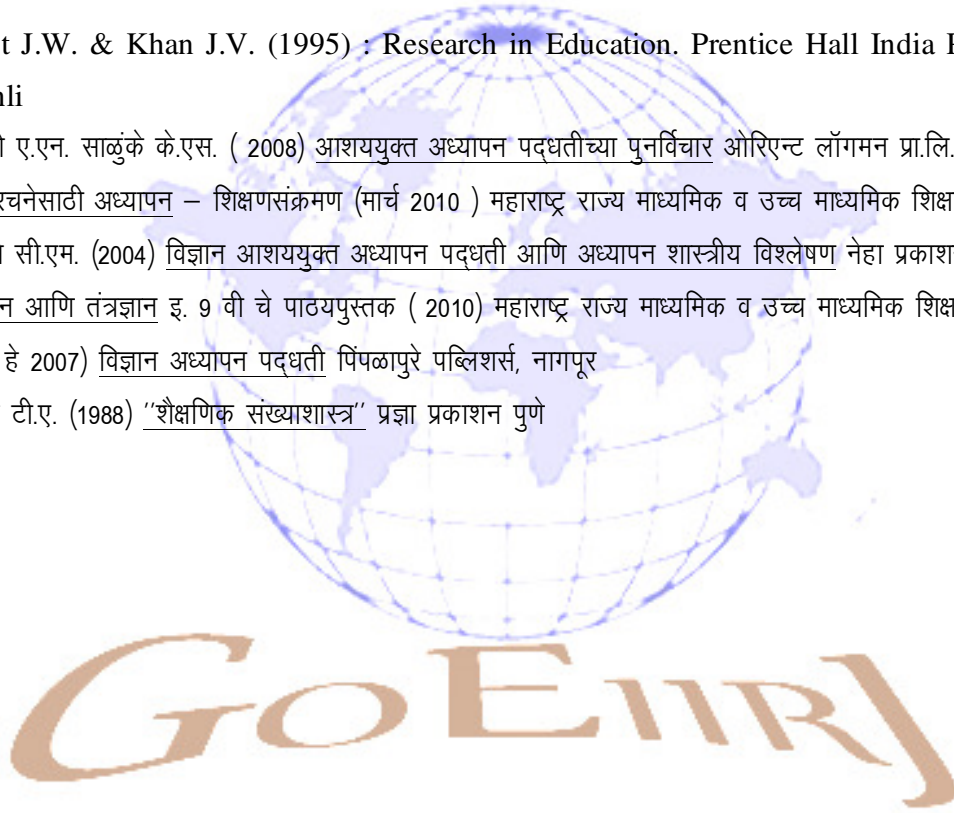 t J.W. & Khan J.V. (1995) : Research in Education. Prentice Hall India
ली ए.एन. साळुंके के.एस. ( 2008) आशययुक्त अध्यापन पद्धतीच्या पुनर्विचार ओरिएन्ट लॉगमन प्रा.लि.
रचनेसाठी अध्यापन – शिक्षणसंक्रमण (मार्च 2010 ) महाराष्ट्र राज्य माध्यमिक व उच्च माध्यमिक
सी.एम. (2004) विज्ञान आशययुक्त अध्यापन पद्धती आणि अध्यापन शास्त्रीय विश्लेषण नेहा
आणि तंत्रज्ञान इ. 9 वी चे पाठयपुस्तक ( 2010) महाराष्ट्र राज्य माध्यमिक व उच्च माध्यमिक
हे 2007) विज्ञान अध्यापन पद्धती पिंपळापुरे पब्लिशर्स, नागपूर
टी.ए. (1988) ''शैक्षणिक संख्याशास्त्र'' प्रज्ञा प्रकाशन पुणे
GOEIIRJ